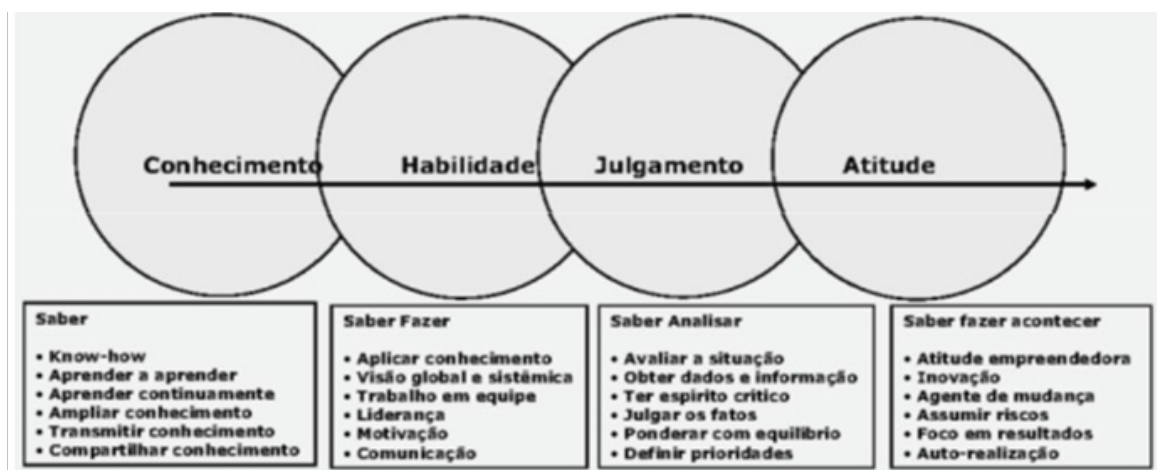 Conhecimento
Habilidade
Julgamento
Atitude
Saber
• Know-how
• Aprender a aprender
• Aprender continuamente
• Ampliar conhecimento
• Transmitir conhecimento
• Compartilhar conhecimento
Saber Fazer
• Aplicar conhecimento
• Visão global e sistêmica
• Trabalho em equipe
• Liderança
• Motivação
• Comunicação
Saber Analisar
• Avaliar a situação
• Obter dados e informação
• Ter espirito critico
• Julgar os fatos
• Ponderar com equilibrio
• Definir prioridades
Saber fazer acontecer
• Atitude empreendedora
• Inovação
• Agente de mudança
• Assumir riscos
• Foco em resultados
• Auto-realização